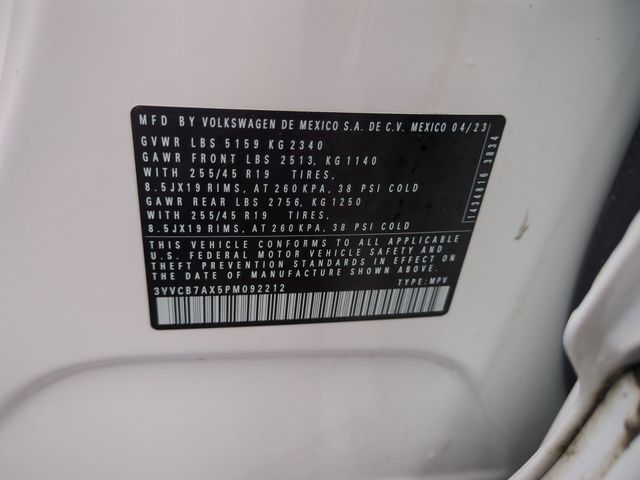 MFD BY VOLKSWAGEN DE MEXICO S.A. DE C.V. MEXICO 04/23
GVWR LBS 5159 KG 2340
GAWR FRONT LBS 2513, KG 1140
WITH 255/45 R19 TIRES,
8.5JX19 RIMS, AT 260 KPA, 38 PSI COLD
GAWR REAR LBS 2756, KG 1250
WITH 255/45 R19 TIRES,
8.5JX19 RIMS, AT 260 KPA, 38 PSI COLD
THIS VEHICLE CONFORMS TO ALL APPLICABLE
U.S. FEDERAL MOTOR VEHICLE SAFETY AND
THEFT PREVENTION STANDARDS IN EFFECT ON
THE DATE OF MANUFACTURE SHOWN ABOVE.
3VVCB7AX5PM092212 TYPE: MPV
1434816 3834